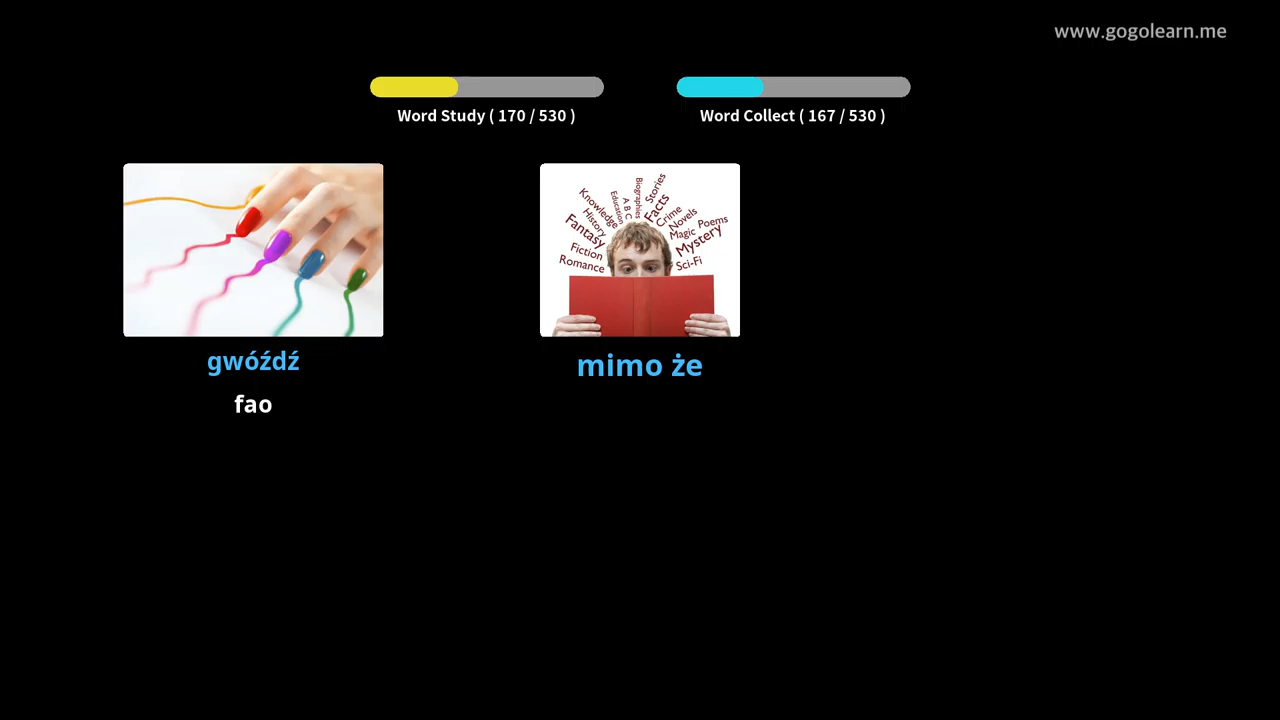 www.gogolearn.me
Word Study ( 170 / 530 )
Word Collect ( 167 / 530 )
Knowledge
Education
A B C
Biographies
Stories
Facts
Crime
Novels
History
Fantasy
Magic
Poems
Mystery
Fiction
Romance
Sci-Fi
gwóźdź
mimo że
fao